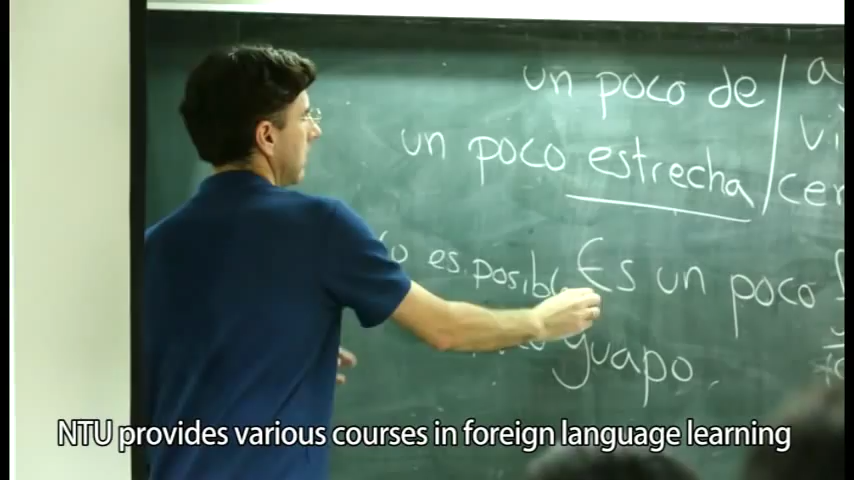 un poco de /
un poco estrecha /
es posible
Es un poco
guapo.
NTU provides various courses in foreign language learning